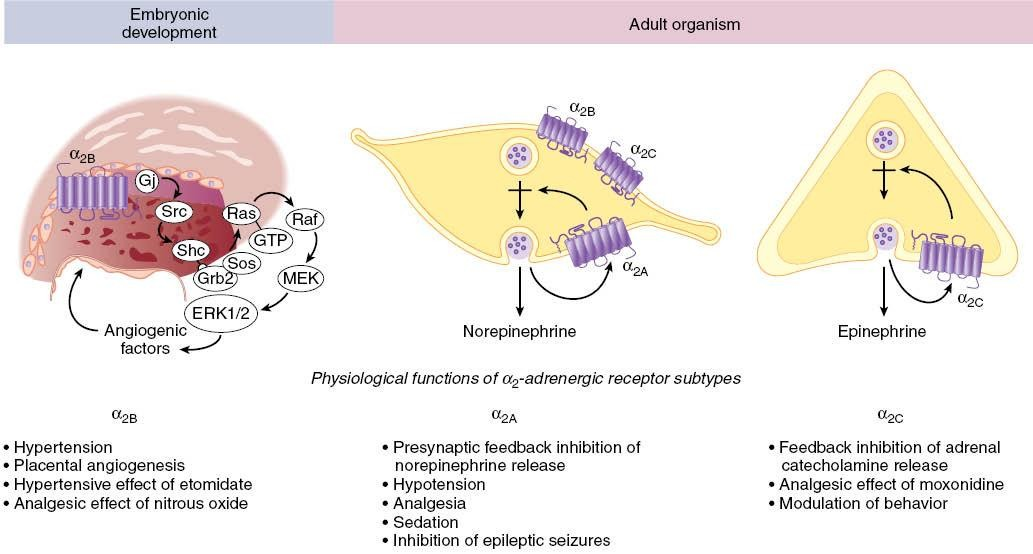 Embryonic
development
Adult organism
α2B
Gj
Src
Shc
Grb2
Sos
Ras
GTP
Raf
MEK
ERK1/2
Angiogenic
factors
α2B
α2C
α2A
Norepinephrine
α2C
Epinephrine
Physiological functions of α2-adrenergic receptor subtypes
α2B
• Hypertension
• Placental angiogenesis
• Hypertensive effect of etomidate
• Analgesic effect of nitrous oxide
α2A
• Presynaptic feedback inhibition of
norepinephrine release
• Hypotension
• Analgesia
• Sedation
• Inhibition of epileptic seizures
α2C
• Feedback inhibition of adrenal
catecholamine release
• Analgesic effect of moxonidine
• Modulation of behavior